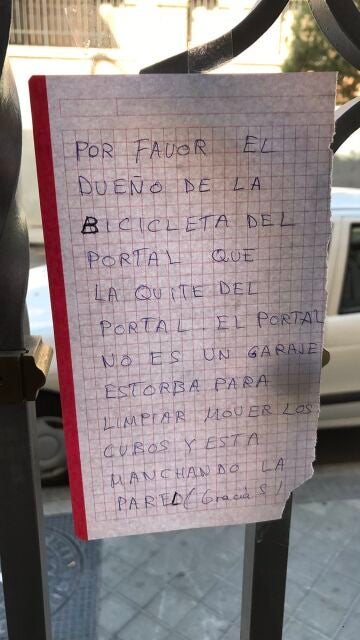 POR FAVOR EL
DUEÑO DE LA
BICICLETA DEL
PORTAL QUE
LA QUITE DEL
PORTAL EL PORTAL
NO ES UN GARAJE
ESTORBA PARA
LIMPIAR MOVER LOS
CUBOS Y ESTA
MANCHANDO LA
PARED (Gracias)